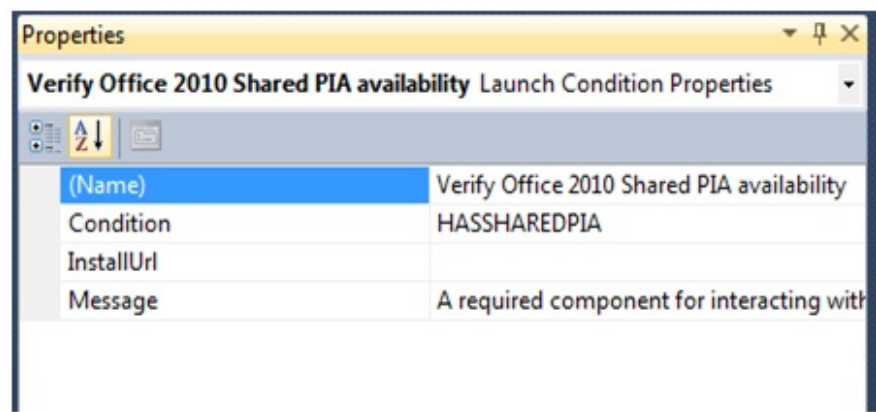 Properties
Verify Office 2010 Shared PIA availability Launch Condition Properties
(Name) Verify Office 2010 Shared PIA availability
Condition HASSHAREDPIA
InstallUrl
Message A required component for interacting with